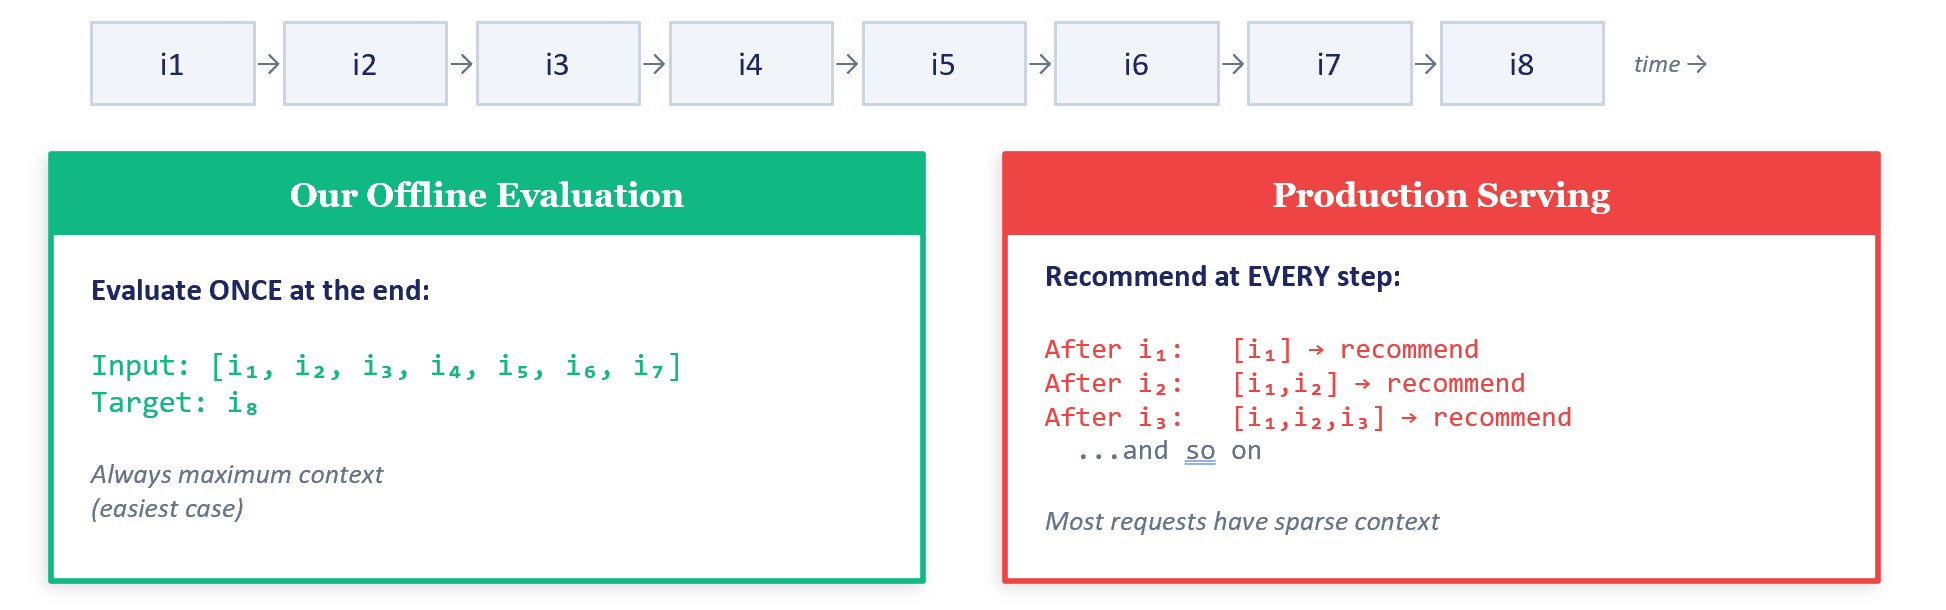 i1 → i2 → i3 → i4 → i5 → i6 → i7 → i8 time →
Our Offline Evaluation
Evaluate ONCE at the end:
Input: [i₁, i₂, i₃, i₄, i₅, i₆, i₇]
Target: i₈
Always maximum context
(easiest case)
Production Serving
Recommend at EVERY step:
After i₁: [i₁] → recommend
After i₂: [i₁,i₂] → recommend
After i₃: [i₁,i₂,i₃] → recommend
...and so on
Most requests have sparse context